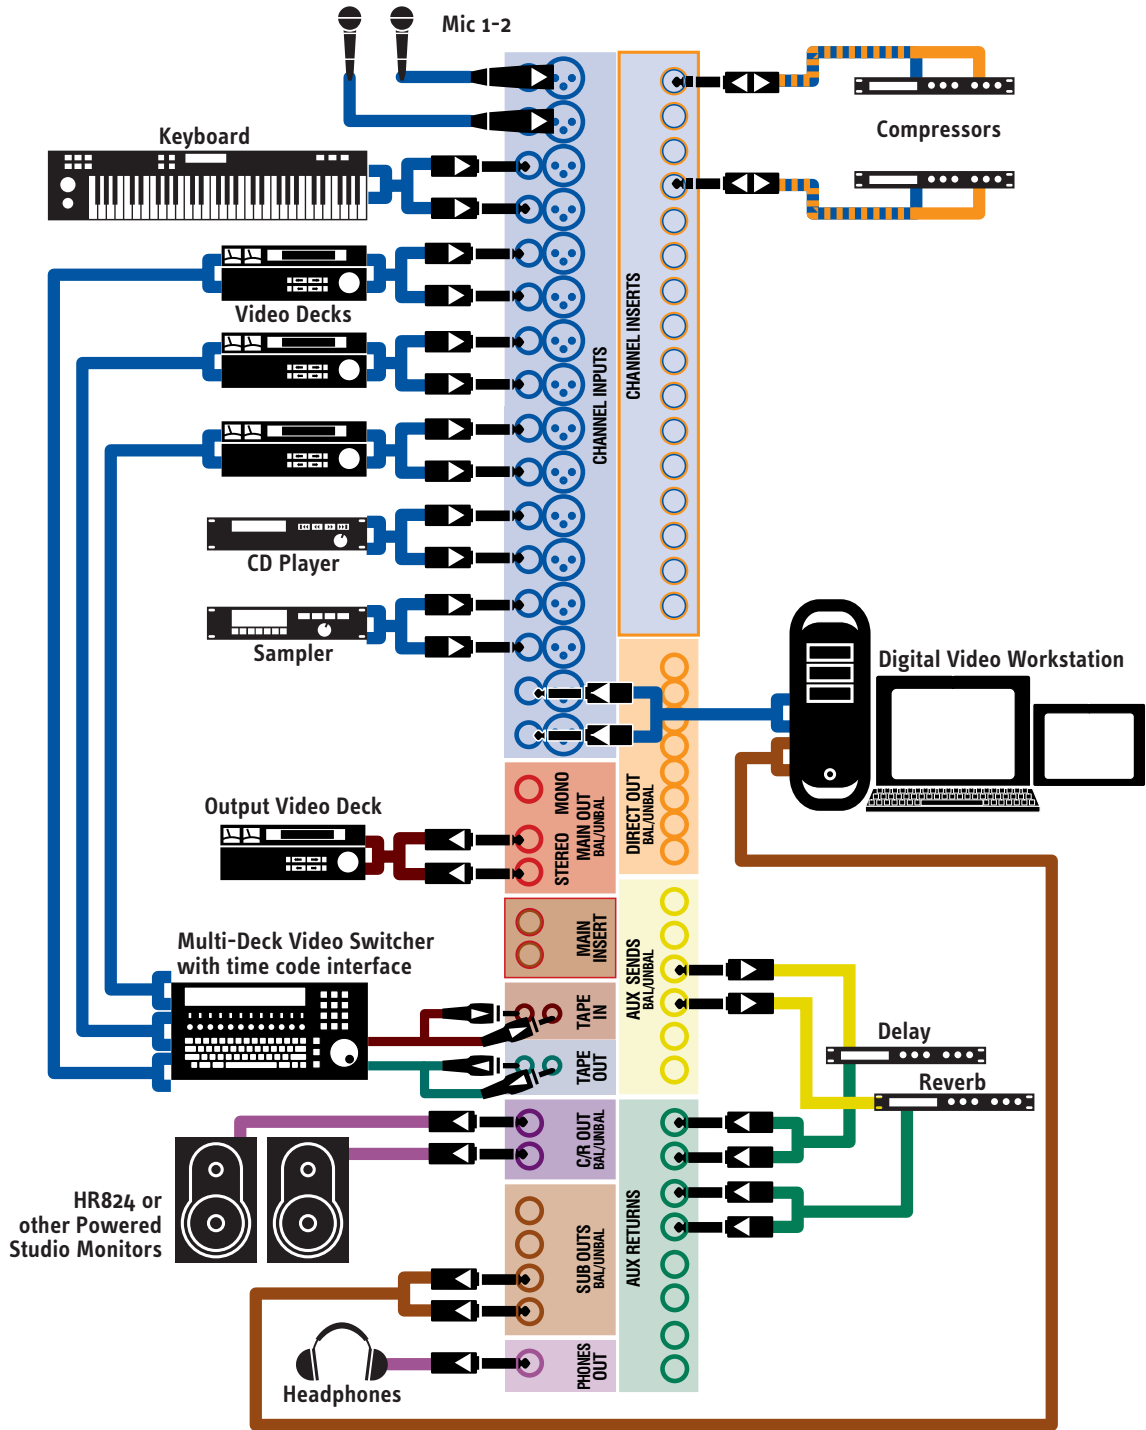 Mic 1-2
Keyboard
Compressors
Video Decks
CHANNEL INPUTS
CHANNEL INSERTS
CD Player
Sampler
Digital Video Workstation
Output Video Deck
STEREO MONO
MAIN OUT
BAL/UNBAL
DIRECT OUT
BAL/UNBAL
MAIN
INSERT
Multi-Deck Video Switcher
with time code interface
AUX SENDS
BAL/UNBAL
TAPE
IN
TAPE
OUT
Delay
Reverb
C/R OUT
BAL/UNBAL
HR824 or
other Powered
Studio Monitors
SUB OUTS
BAL/UNBAL
AUX RETURNS
PHONES
OUT
Headphones